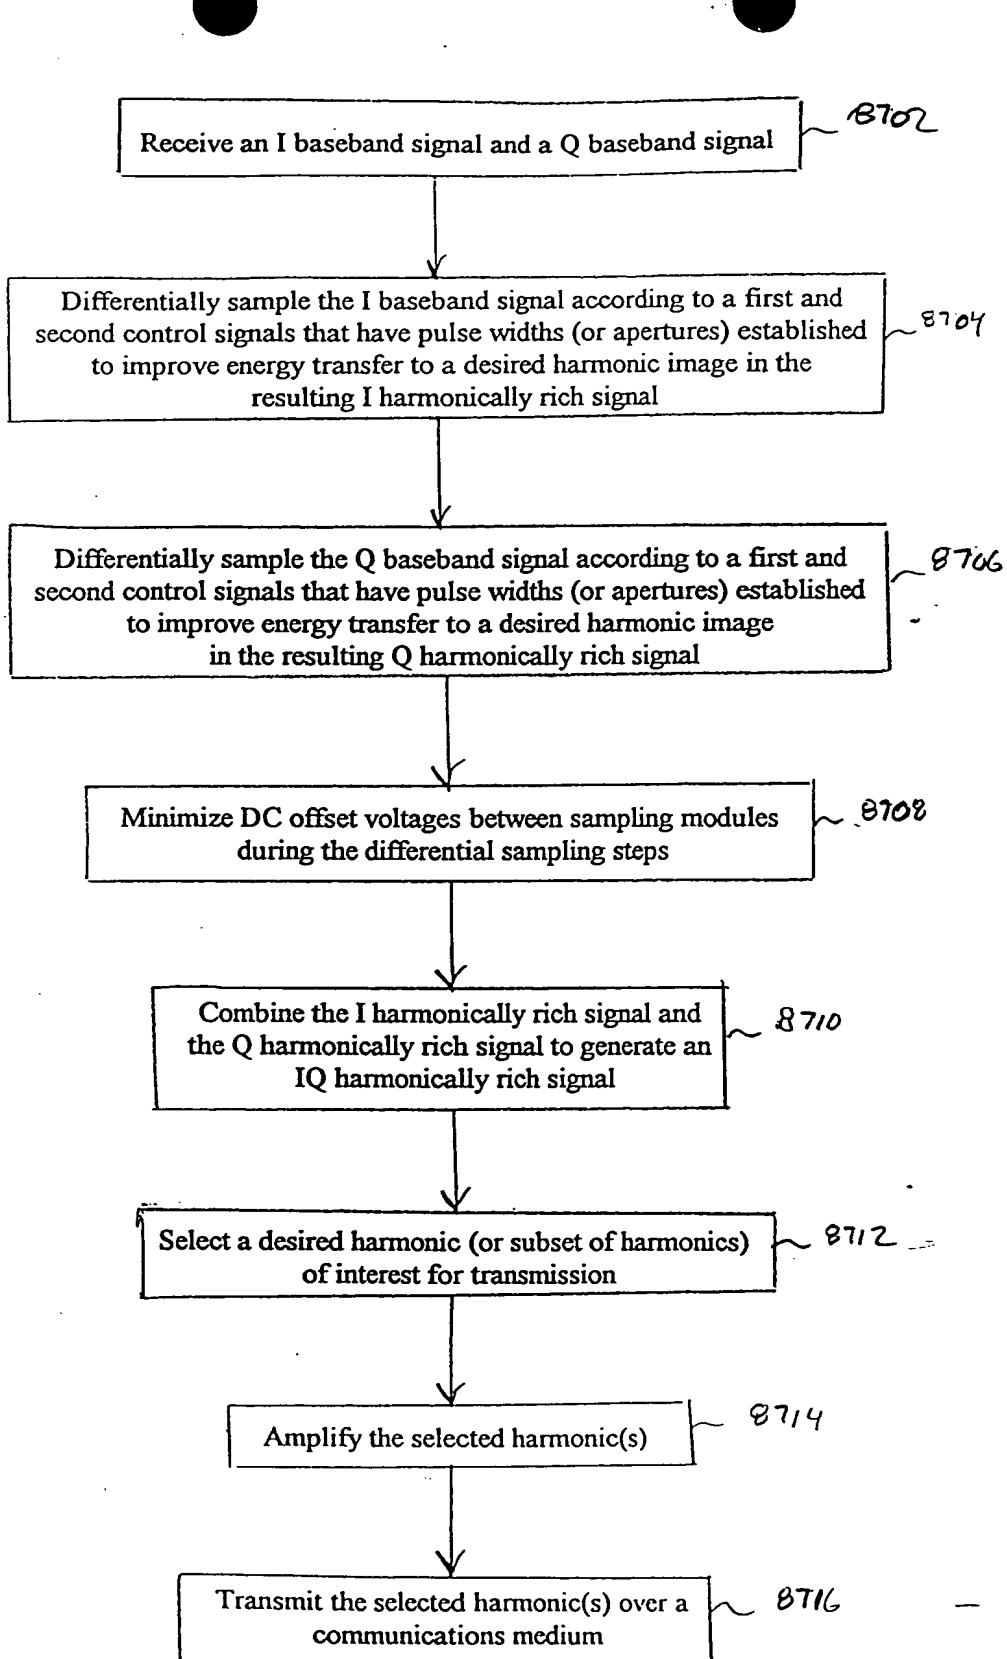 Receive an I baseband signal and a Q baseband signal
8702
Differentially sample the I baseband signal according to a first and
second control signals that have pulse widths (or apertures) established
to improve energy transfer to a desired harmonic image in the
resulting I harmonically rich signal
8704
Differentially sample the Q baseband signal according to a first and
second control signals that have pulse widths (or apertures) established
to improve energy transfer to a desired harmonic image
in the resulting Q harmonically rich signal
8706
Minimize DC offset voltages between sampling modules
during the differential sampling steps
8708
Combine the I harmonically rich signal and
the Q harmonically rich signal to generate an
IQ harmonically rich signal
8710
Select a desired harmonic (or subset of harmonics)
of interest for transmission
8712
Amplify the selected harmonic(s)
8714
Transmit the selected harmonic(s) over a
communications medium
8716